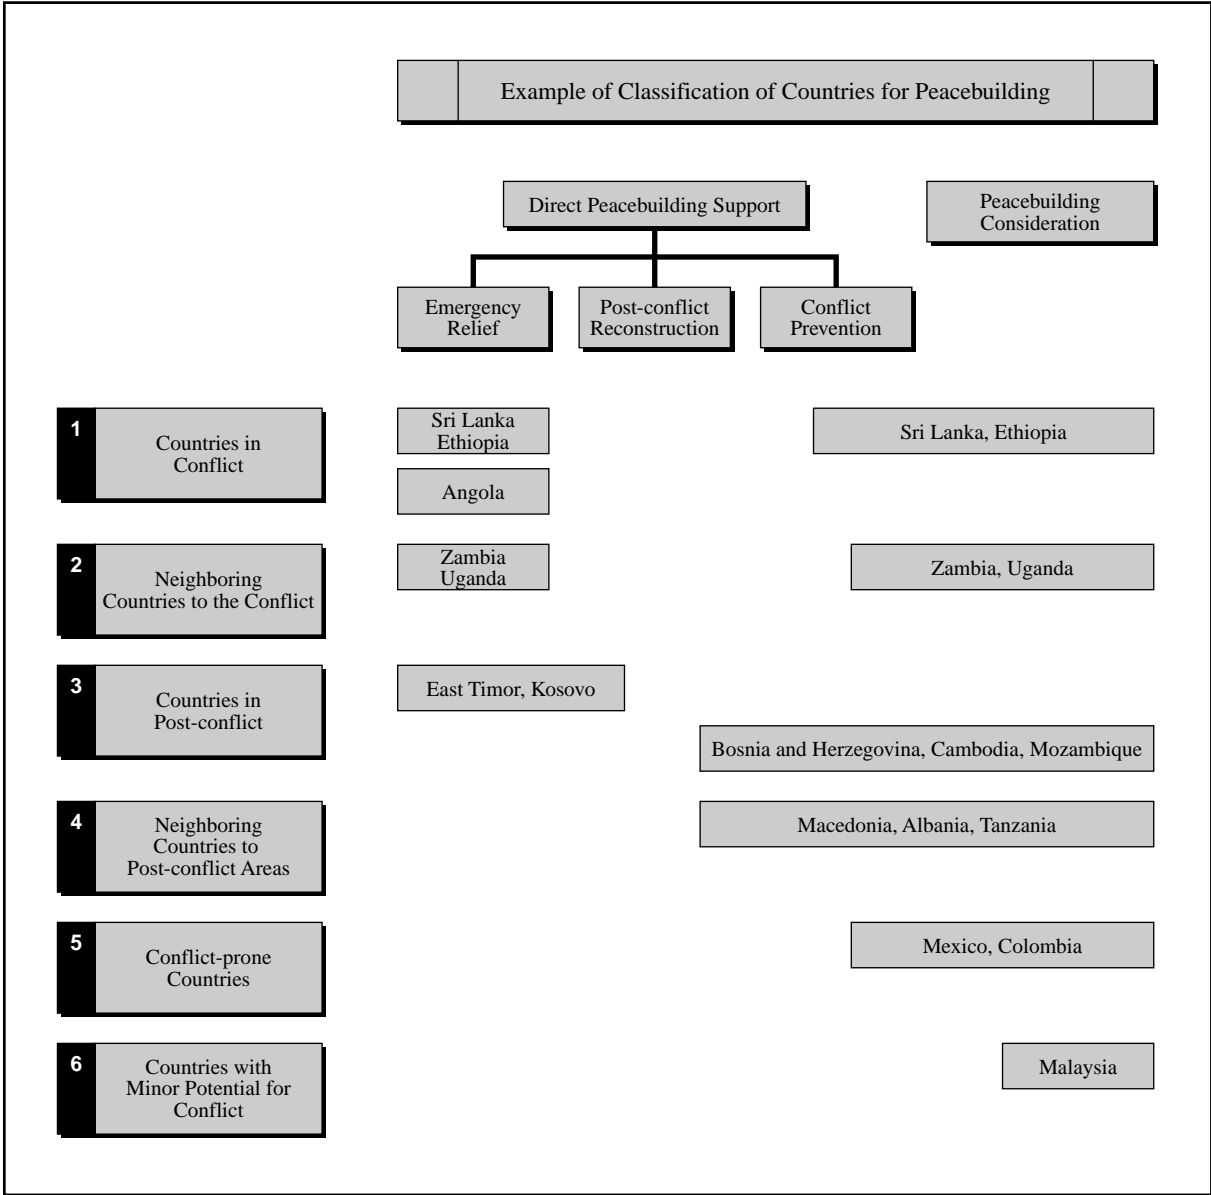 Example of Classification of Countries for Peacebuilding
Direct Peacebuilding Support
Peacebuilding
Consideration
Emergency
Relief
Post-conflict
Reconstruction
Conflict
Prevention
1
Countries in
Conflict
Sri Lanka
Ethiopia
Sri Lanka, Ethiopia
Angola
2
Neighboring
Countries to the Conflict
Zambia
Uganda
Zambia, Uganda
3
Countries in
Post-conflict
East Timor, Kosovo
Bosnia and Herzegovina, Cambodia, Mozambique
4
Neighboring
Countries to
Post-conflict Areas
Macedonia, Albania, Tanzania
5
Conflict-prone
Countries
Mexico, Colombia
6
Countries with
Minor Potential for
Conflict
Malaysia